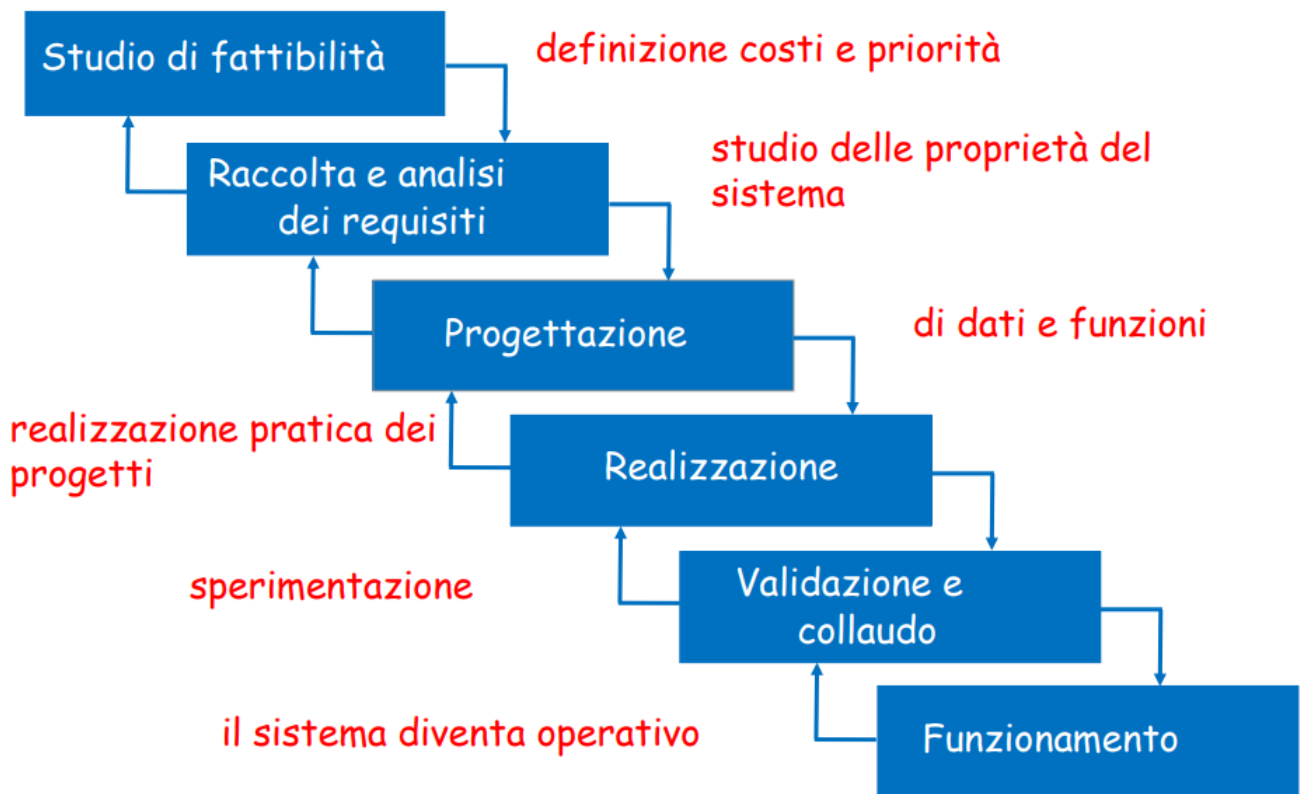 Studio di fattibilità
definizione costi e priorità
Raccolta e analisi
dei requisiti
studio delle proprietà del
sistema
Progettazione
di dati e funzioni
realizzazione pratica dei
progetti
Realizzazione
sperimentazione
Validazione e
collaudo
il sistema diventa operativo
Funzionamento